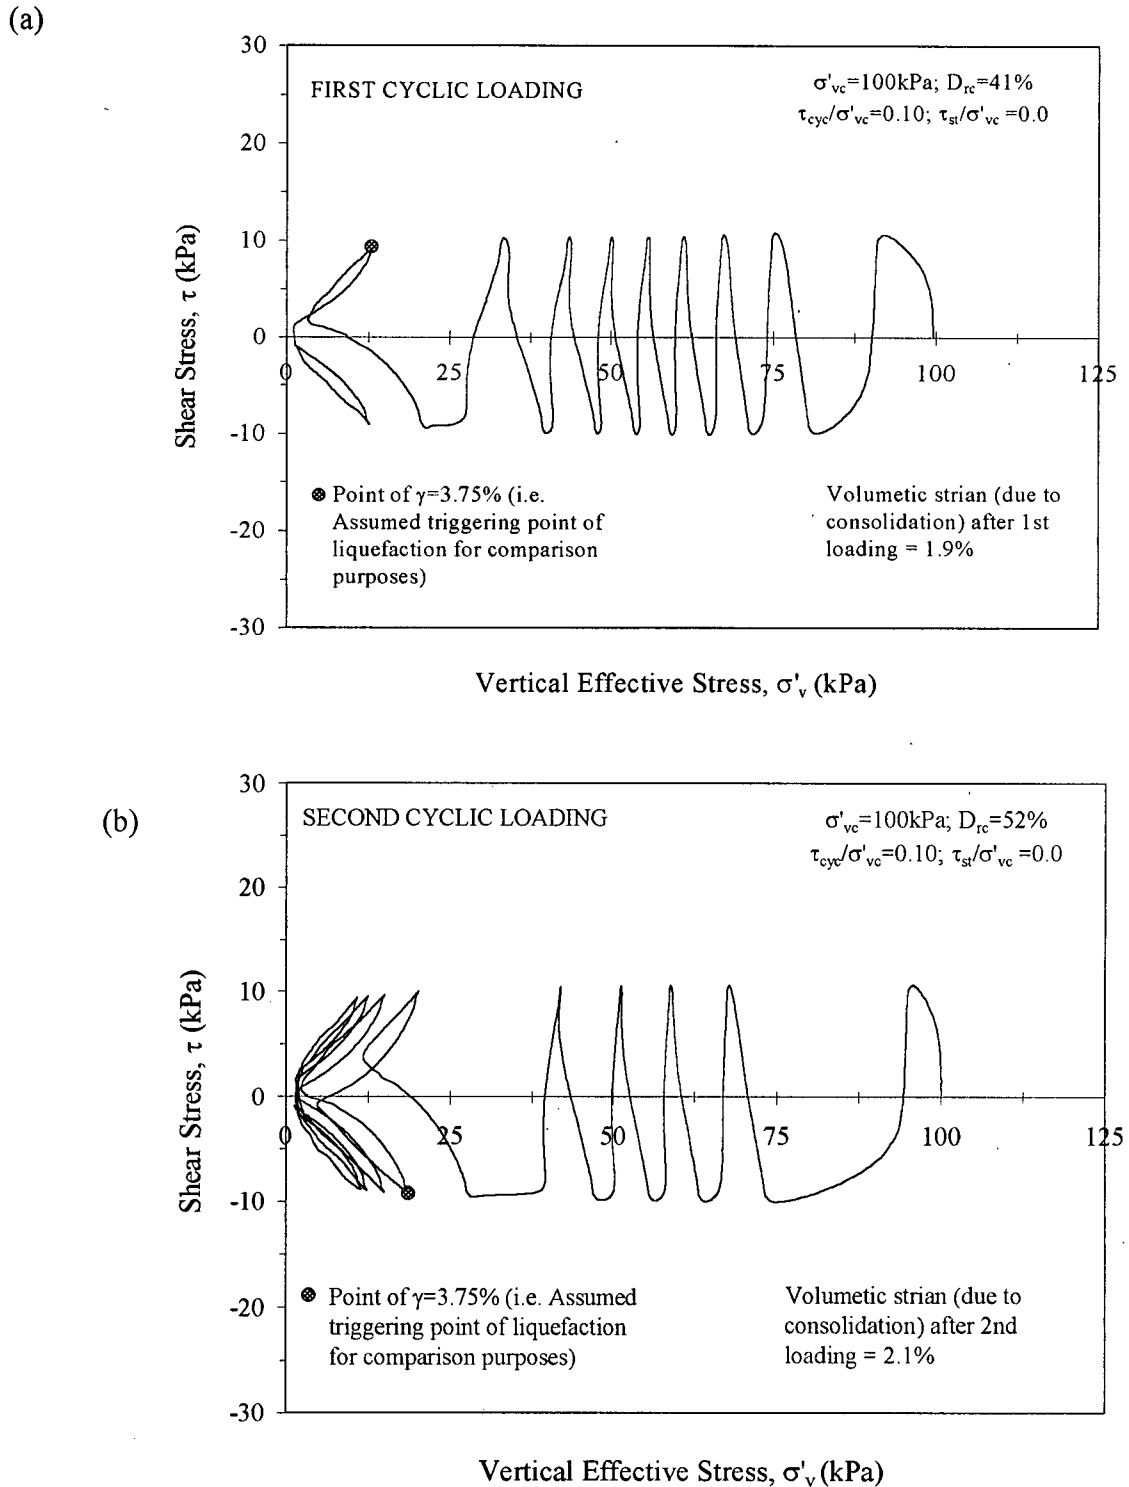 (a)
30
20
10
0
-10
-20
-30
Shear Stress, τ (kPa)
FIRST CYCLIC LOADING
σ'vc=100kPa; Drc=41%
τcyc/σ'vc=0.10; τst/σ'vc =0.0
0 25 50 75 100 125
Point of γ=3.75% (i.e.
Assumed triggering point of
liquefaction for comparison
purposes)
Volumetic strian (due to
consolidation) after 1st
loading = 1.9%
Vertical Effective Stress, σ'v (kPa)
(b)
30
20
10
0
-10
-20
-30
Shear Stress, τ (kPa)
SECOND CYCLIC LOADING
σ'vc=100kPa; Drc=52%
τcyc/σ'vc=0.10; τst/σ'vc =0.0
0 25 50 75 100 125
Point of γ=3.75% (i.e. Assumed
triggering point of liquefaction
for comparison purposes)
Volumetic strian (due to
consolidation) after 2nd
loading = 2.1%
Vertical Effective Stress, σ'v (kPa)